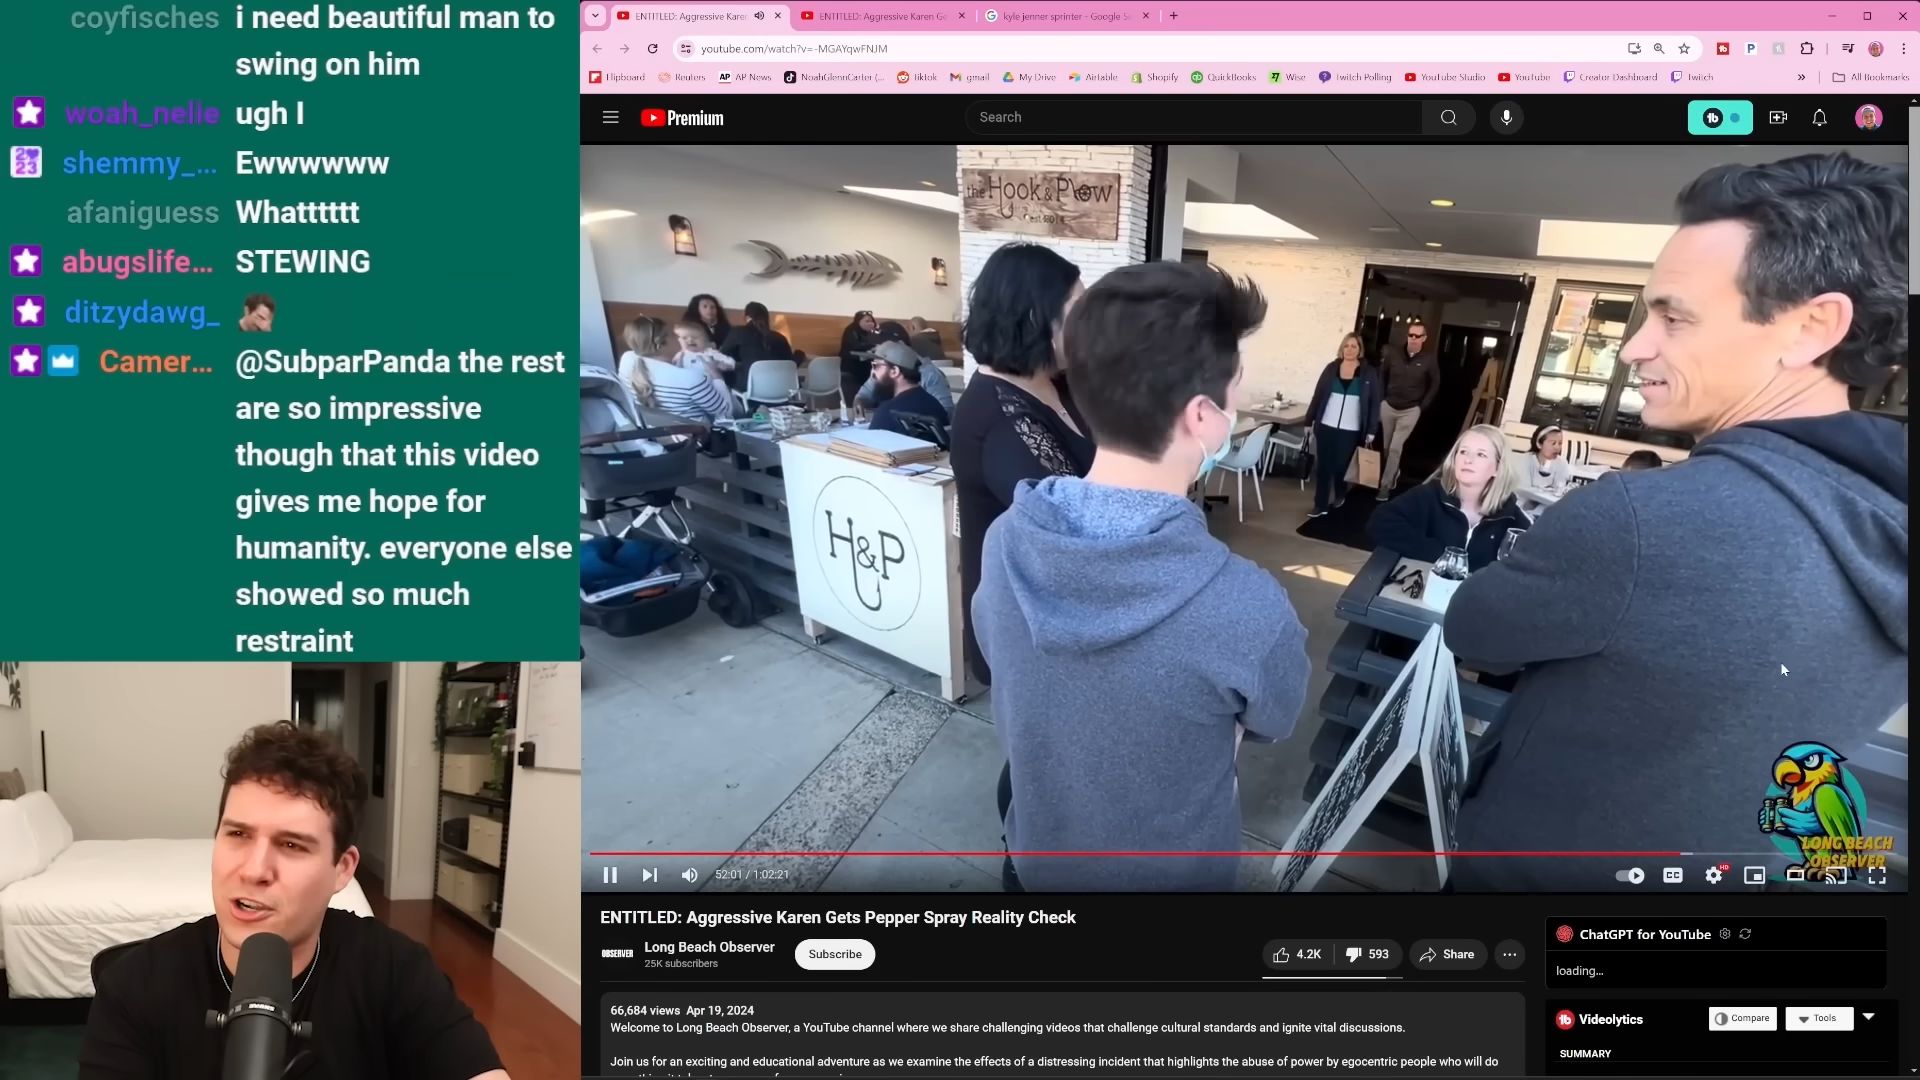 coyfisches i need beautiful man to
swing on him
woah_nelle ugh I
shemmy_... Ewwwwww
afaniguess Whatttttt
abugslife... STEWING
ditzydawg_
Camer... @SubparPanda the rest
are so impressive
though that this video
gives me hope for
humanity. everyone else
showed so much
restraint
ENTITLED: Aggressive Karen
ENTITLED: Aggressive Karen Ge
kyle jenner sprinter - Google Se
youtube.com/watch?v=-MGAYqwFNJM
Flipboard Reuters AP News NoahGlennCarter (... tiktok gmail My Drive Airtable Shopify QuickBooks Wise Twitch Polling YouTube Studio YouTube Creator Dashboard Twitch » All Bookmarks
Premium
Search
the Hook & Plow
H&P
LONG BEACH
OBSERVER
52:01 / 1:02:21
CC
HD
ENTITLED: Aggressive Karen Gets Pepper Spray Reality Check
OBSERVER
Long Beach Observer
25K subscribers
Subscribe
4.2K
593
Share
ChatGPT for YouTube
loading...
66,684 views Apr 19, 2024
Welcome to Long Beach Observer, a YouTube channel where we share challenging videos that challenge cultural standards and ignite vital discussions.
Join us for an exciting and educational adventure as we examine the effects of a distressing incident that highlights the abuse of power by egocentric people who will do
Videolytics
Compare
Tools
SUMMARY